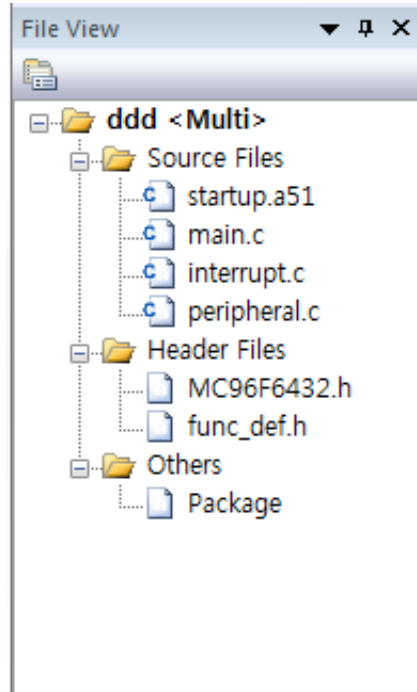 File View
ddd <Multi>
Source Files
startup.a51
main.c
interrupt.c
peripheral.c
Header Files
MC96F6432.h
func_def.h
Others
Package